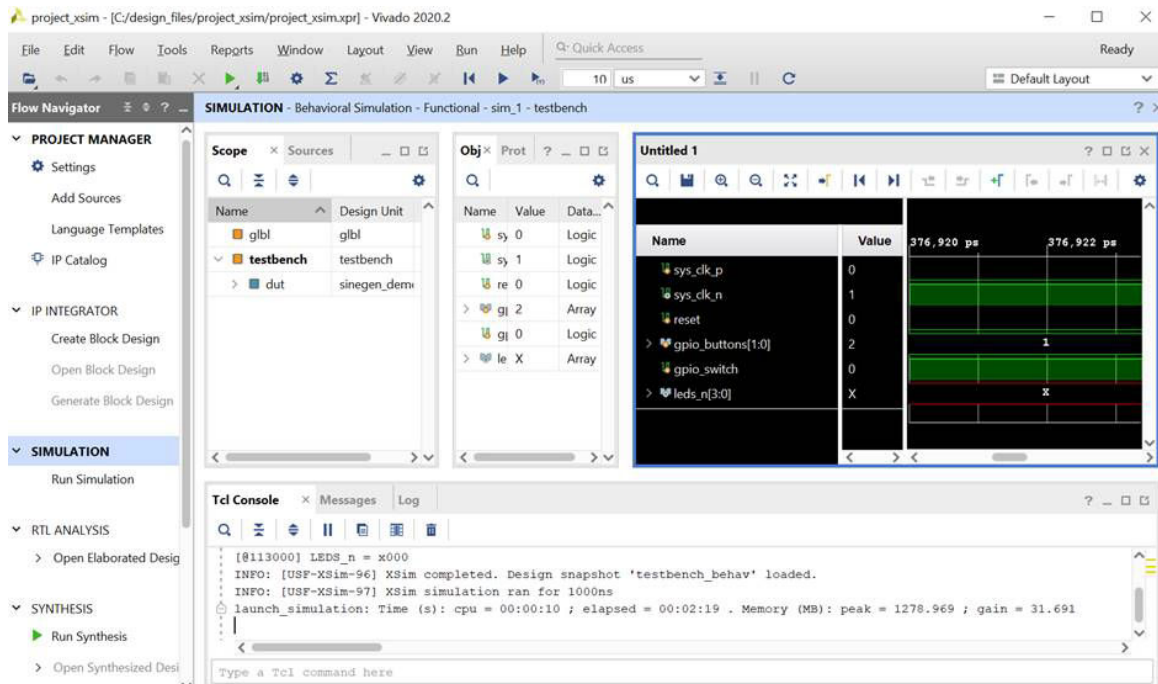 project_xsim - [C:/design_files/project_xsim/project_xsim.xpr] - Vivado 2020.2
File Edit Flow Tools Reports Window Layout View Run Help Quick Access Ready
10 us Default Layout
Flow Navigator
SIMULATION - Behavioral Simulation - Functional - sim_1 - testbench
PROJECT MANAGER
Settings
Add Sources
Language Templates
IP Catalog
IP INTEGRATOR
Create Block Design
Open Block Design
Generate Block Design
SIMULATION
Run Simulation
RTL ANALYSIS
Open Elaborated Desig
SYNTHESIS
Run Synthesis
Open Synthesized Desi
Scope Sources
Name Design Unit
glbl glbl
testbench testbench
dut sinegen_dem
Obj Prot
Name Value Data...
sy 0 Logic
sy 1 Logic
re 0 Logic
gp 2 Array
gp 0 Logic
le X Array
Untitled 1
Name Value 376,920 ps 376,922 ps
sys_clk_p 0
sys_clk_n 1
reset 0
gpio_buttons[1:0] 2 1
gpio_switch 0
leds_n[3:0] X X
Tcl Console Messages Log
[@113000] LEDS_n = x000
INFO: [USF-XSim-96] XSim completed. Design snapshot 'testbench_behav' loaded.
INFO: [USF-XSim-97] XSim simulation ran for 1000ns
launch_simulation: Time (s): cpu = 00:00:10 ; elapsed = 00:02:19 . Memory (MB): peak = 1278.969 ; gain = 31.691
Type a Tcl command here